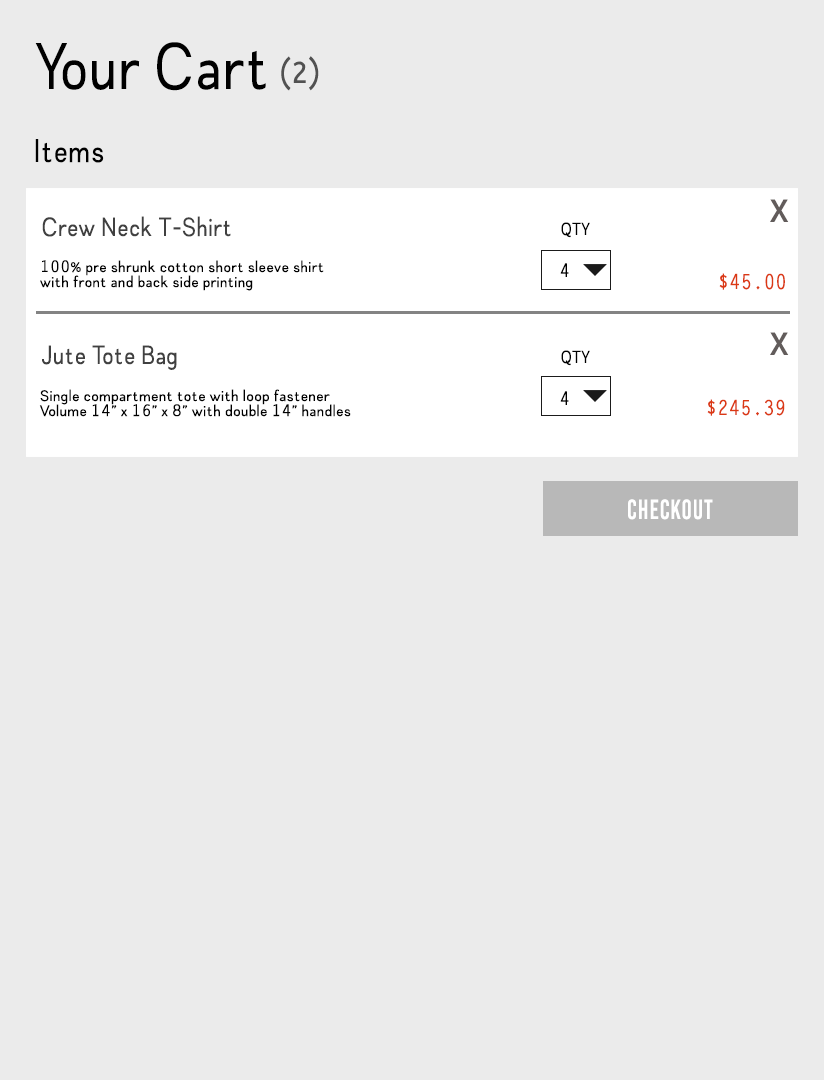 Your Cart (2)
Items
X
Crew Neck T-Shirt
QTY
100% pre shrunk cotton short sleeve shirt
with front and back side printing
4
$45.00
X
Jute Tote Bag
QTY
Single compartment tote with loop fastener
Volume 14" x 16" x 8" with double 14" handles
4
$245.39
CHECKOUT